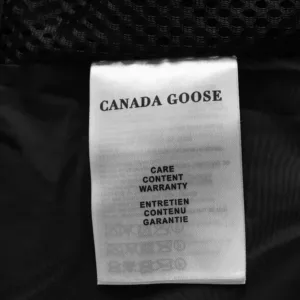 CANADA GOOSE
CARE
CONTENT
WARRANTY
ENTRETIEN
CONTENU
GARANTIE